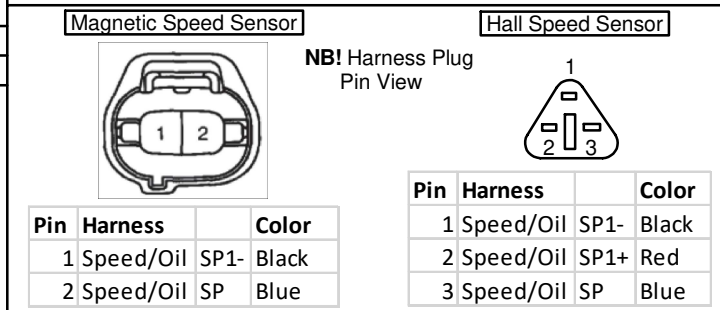 Magnetic Speed Sensor
NB! Harness Plug
Pin View
1 2
Pin Harness Color
1 Speed/Oil SP1- Black
2 Speed/Oil SP Blue
Hall Speed Sensor
1
2 3
Pin Harness Color
1 Speed/Oil SP1- Black
2 Speed/Oil SP1+ Red
3 Speed/Oil SP Blue